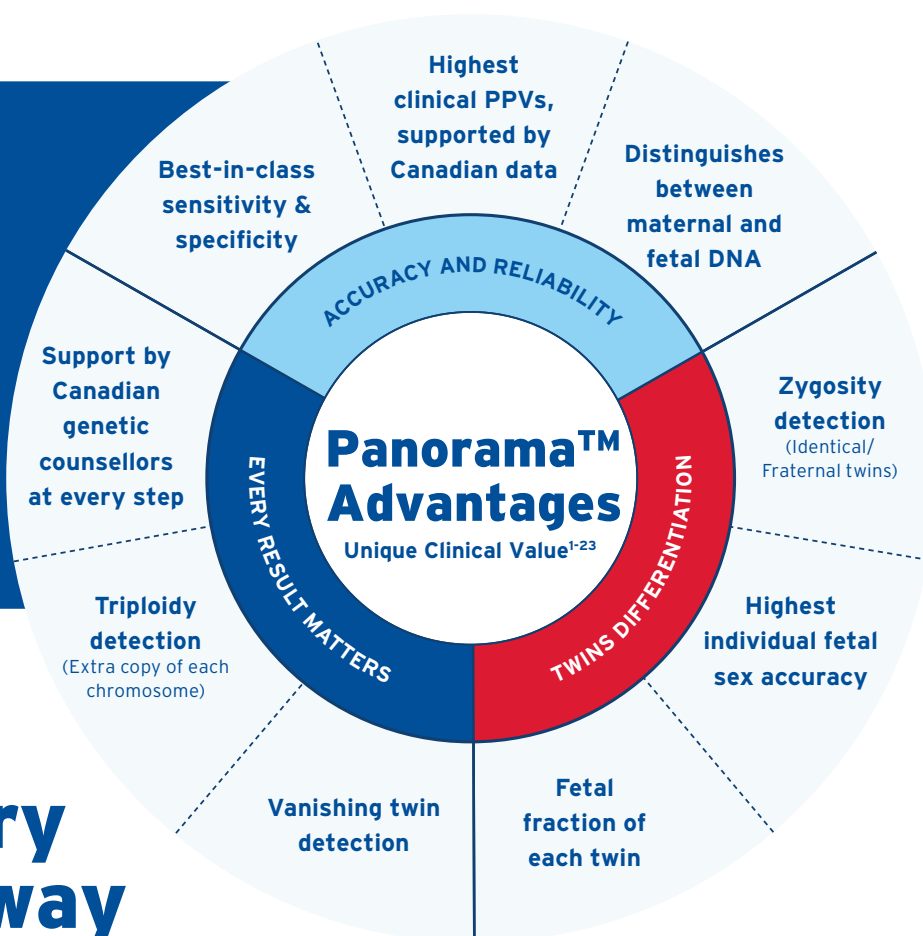 Highest
clinical PPVs,
supported by
Canadian data
Distinguishes
between
maternal and
fetal DNA
Best-in-class
sensitivity &
specificity
ACCURACY AND RELIABILITY
Support by
Canadian
genetic
counsellors
at every step
Zygosity
detection
(Identical/
Fraternal twins)
EVERY RESULT MATTERS
Panorama™
Advantages
Unique Clinical Value1-23
TWINS DIFFERENTIATION
Triploidy
detection
(Extra copy of each
chromosome)
Highest
individual fetal
sex accuracy
Vanishing twin
detection
Fetal
fraction of
each twin
ry
way